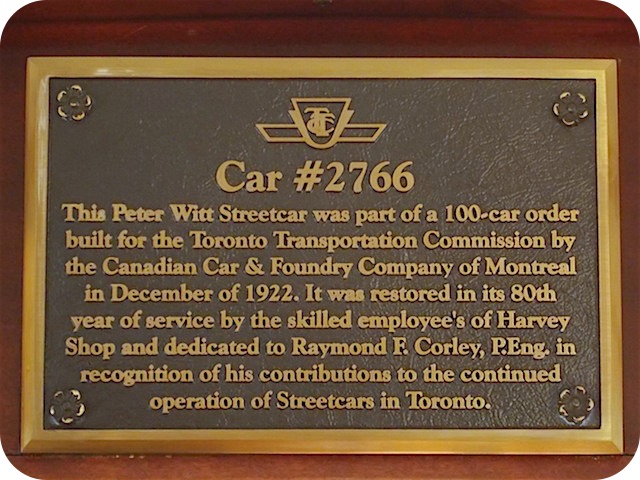 TTC
Car #2766
This Peter Witt Streetcar was part of a 100-car order
built for the Toronto Transportation Commission by
the Canadian Car & Foundry Company of Montreal
in December of 1922. It was restored in its 80th
year of service by the skilled employee's of Harvey
Shop and dedicated to Raymond F. Corley, P.Eng. in
recognition of his contributions to the continued
operation of Streetcars in Toronto.